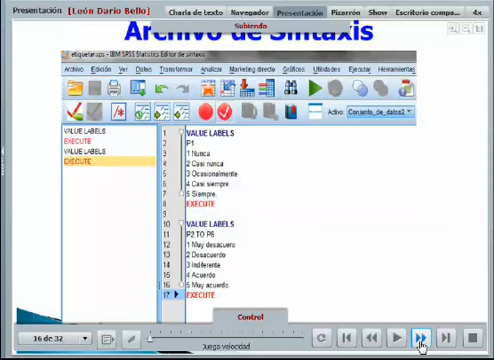 Presentación [León Darío Bello] Charla de texto Navegador Presentación Pizarrón Show Escritorio compa... 4x
Subiendo
Archivo de Sintaxis
etiquetar.sps - IBM SPSS Statistics Editor de sintaxis
Archivo Edición Ver Datos Transformar Analizar Marketing directo Gráficos Utilidades Ejecutar Herramientas
Activo: Conjunto_de_datos2
VALUE LABELS
EXECUTE
VALUE LABELS
EXECUTE
1 VALUE LABELS
2 P1
3 1 Nunca
4 2 Casi nunca
5 3 Ocasionalmente
6 4 Casi siempre
7 5 Siempre.
8 EXECUTE
9
10 VALUE LABELS
11 P2 TO P6
12 1 Muy desacuero
13 2 Desacuerdo
14 3 Indiferente
15 4 Acuerdo
16 5 Muy acuerdo.
17 EXECUTE
Control
16 de 32
Juega velocidad